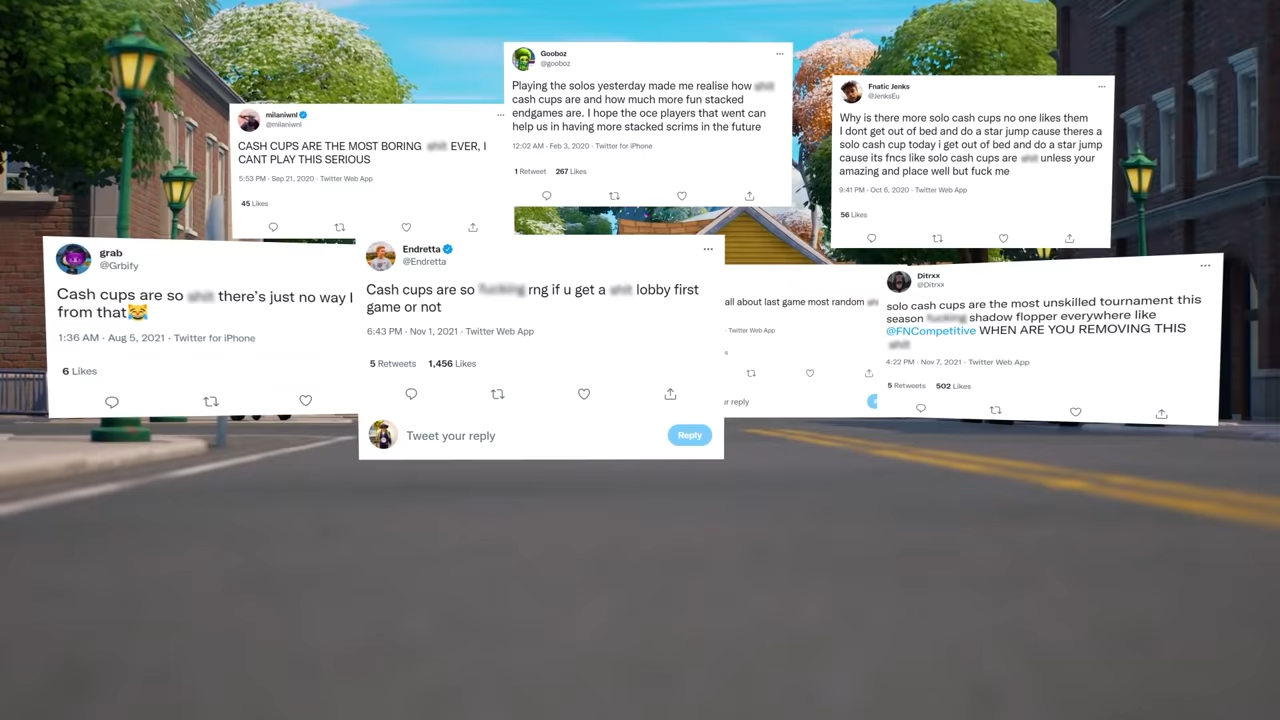 Gooboz
@gooboz
Playing the solos yesterday made me realise how
cash cups are and how much more fun stacked
endgames are. I hope the oce players that went can
help us in having more stacked scrims in the future
12:02 AM · Feb 3, 2020 · Twitter for iPhone
1 Retweet 267 Likes
milaniwnl
@milaniwnl
CASH CUPS ARE THE MOST BORING EVER, I
CANT PLAY THIS SERIOUS
5:53 PM · Sep 21, 2020 · Twitter Web App
45 Likes
Fnatic Jenks
@JenksEu
Why is there more solo cash cups no one likes them
I dont get out of bed and do a star jump cause theres a
solo cash cup today i get out of bed and do a star jump
cause its fncs like solo cash cups are unless your
amazing and place well but fuck me
9:41 PM · Oct 6, 2020 · Twitter Web App
56 Likes
grab
@Grbify
Cash cups are so there's just no way I
from that😹
1:36 AM · Aug 5, 2021 · Twitter for iPhone
6 Likes
Endretta
@Endretta
Cash cups are so rng if u get a lobby first
game or not
6:43 PM · Nov 1, 2021 · Twitter Web App
5 Retweets 1,456 Likes
Tweet your reply
Reply
all about last game most random
· Twitter Web App
reply
Ditrxx
@Ditrxx
solo cash cups are the most unskilled tournament this
season shadow flopper everywhere like
@FNCompetitive WHEN ARE YOU REMOVING THIS
4:22 PM · Nov 7, 2021 · Twitter Web App
5 Retweets 502 Likes